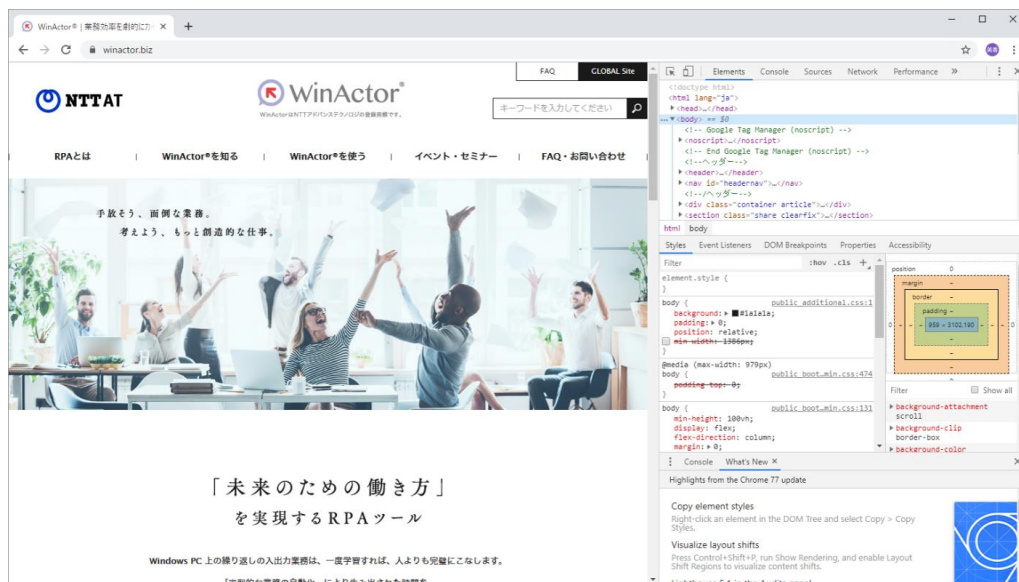 WinActor® | 業務効率を劇的に
winactor.biz
FAQ
GLOBAL Site
NTT AT
WinActor®
WinActorはNTTアドバンステクノロジの登録商標です。
キーワードを入力してください
RPAとは
WinActor®を知る
WinActor®を使う
イベント・セミナー
FAQ・お問い合わせ
手放そう、面倒な業務。
考えよう、もっと創造的な仕事。
「未来のための働き方」
を実現するRPAツール
Windows PC 上の繰り返しの入出力業務は、一度学習すれば、人よりも完璧にこなします。
Elements Console Sources Network Performance »
<!doctype html>
<html lang="ja">
<head>…</head>
<body> == $0
<!-- Google Tag Manager (noscript) -->
<noscript>…</noscript>
<!-- End Google Tag Manager (noscript) -->
<!--ヘッダー-->
<header>…</header>
<nav id="headernav">…</nav>
<!--/ヘッダー-->
<div class="container article">…</div>
<section class="share clearfix">…</section>
html body
Styles Event Listeners DOM Breakpoints Properties Accessibility
Filter :hov .cls +
element.style {
}
body { public_additional.css:1
background: #1a1a1a;
padding: 0;
position: relative;
min-width: 1386px;
}
@media (max-width: 979px)
body { public_boot…min.css:474
padding-top: 0;
}
body { public_boot…min.css:131
min-height: 100vh;
display: flex;
flex-direction: column;
margin: 0;
position 0
margin -
border -
padding -
0 - - - 959 × 3102.190 - - - 0
-
-
-
Filter Show all
background-attachment
scroll
background-clip
border-box
background-color
Console What's New ×
Highlights from the Chrome 77 update
Copy element styles
Right-click an element in the DOM Tree and select Copy > Copy
Styles.
Visualize layout shifts
Press Control+Shift+P, run Show Rendering, and enable Layout
Shift Regions to visualize content shifts.